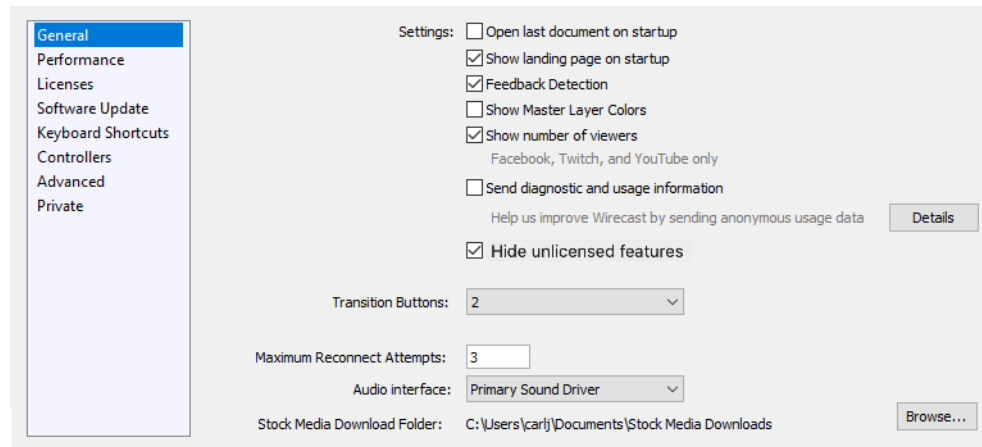 General
Performance
Licenses
Software Update
Keyboard Shortcuts
Controllers
Advanced
Private
Settings: Open last document on startup
Show landing page on startup
Feedback Detection
Show Master Layer Colors
Show number of viewers
Facebook, Twitch, and YouTube only
Send diagnostic and usage information
Help us improve Wirecast by sending anonymous usage data Details
Hide unlicensed features
Transition Buttons: 2
Maximum Reconnect Attempts: 3
Audio interface: Primary Sound Driver
Stock Media Download Folder: C:\Users\carlj\Documents\Stock Media Downloads Browse...